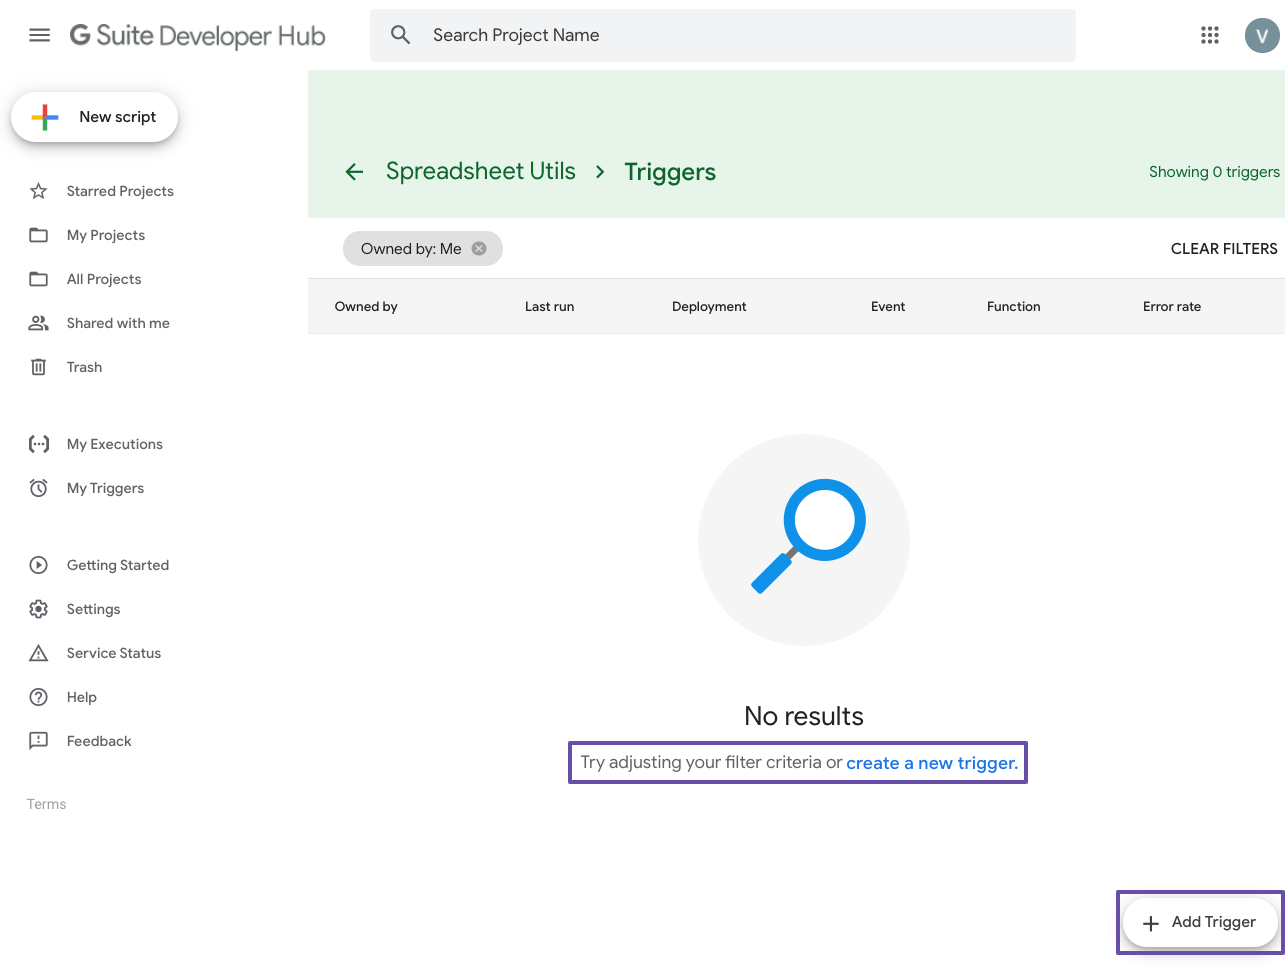 G Suite Developer Hub
Search Project Name
V
New script
Starred Projects
My Projects
All Projects
Shared with me
Trash
My Executions
My Triggers
Getting Started
Settings
Service Status
Help
Feedback
Terms
Spreadsheet Utils > Triggers
Showing 0 triggers
Owned by: Me
CLEAR FILTERS
Owned by Last run Deployment Event Function Error rate
No results
Try adjusting your filter criteria or create a new trigger.
Add Trigger